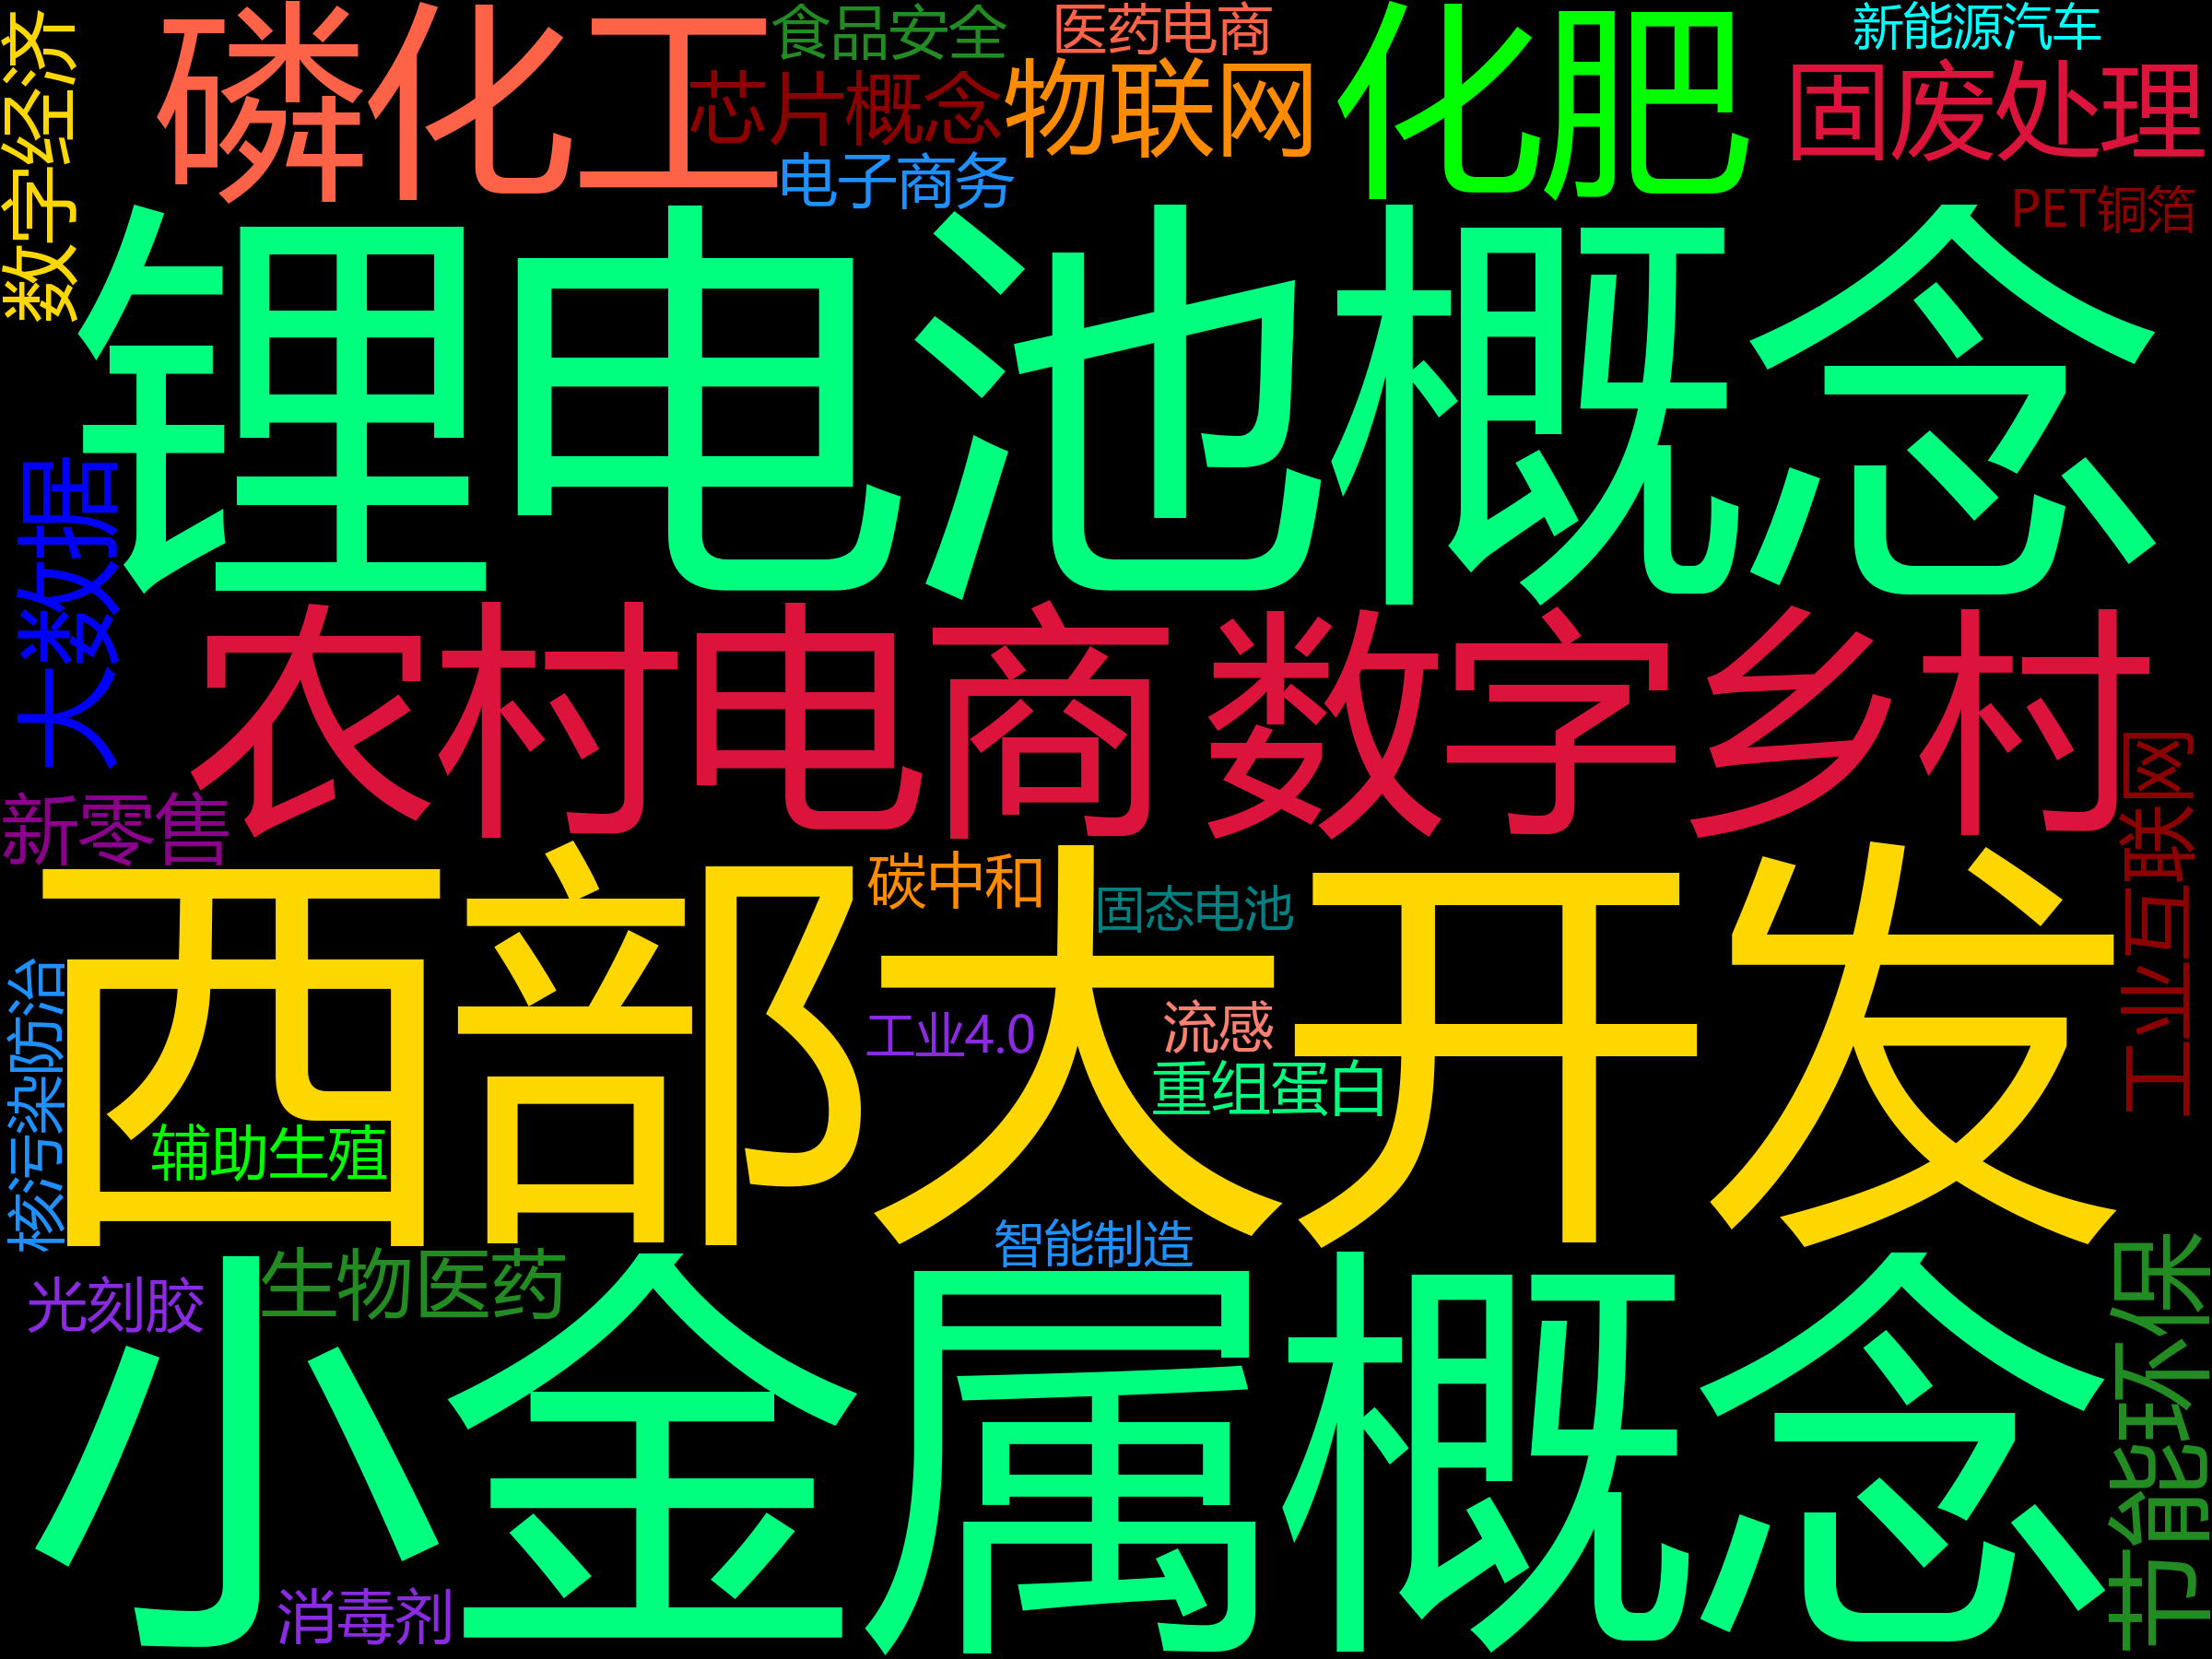 磷化工
食品安全
医药电商
新能源汽车
芯片概念
物联网
化肥
固废处理
电子商务
PET铜箔
数字经济
锂电池概念
大数据
农村电商
数字乡村
新零售
工业互联网
西部大开发
碳中和
固态电池
工业4.0
流感
重组蛋白
核污染防治
辅助生殖
智能制造
节能环保
光刻胶
生物医药
小金属概念
消毒剂